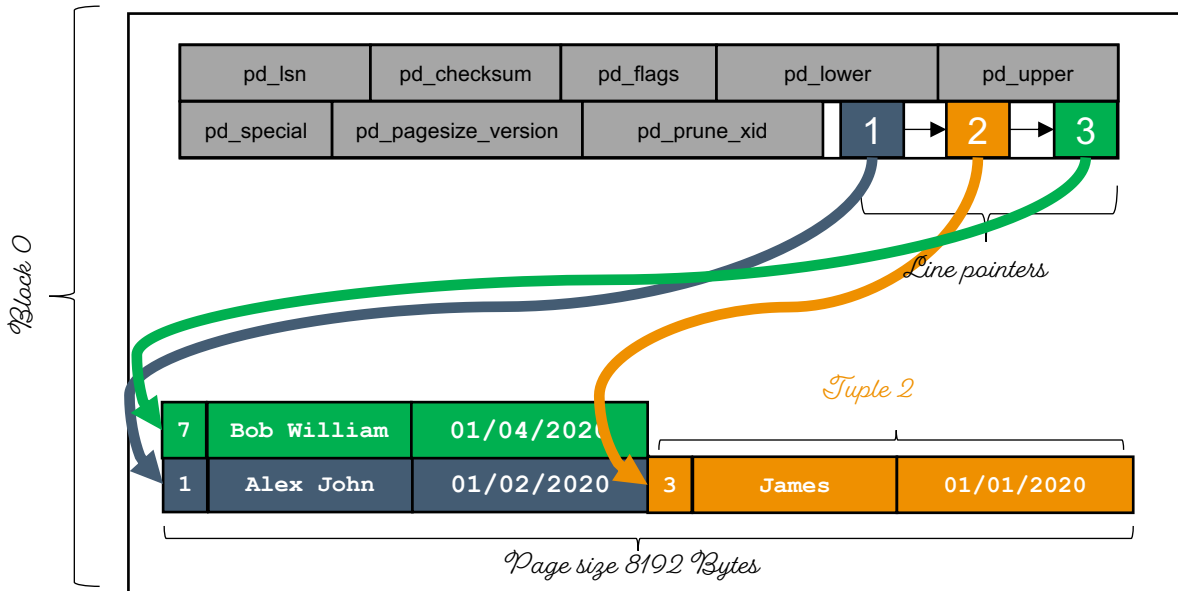 pd_lsn pd_checksum pd_flags pd_lower pd_upper
pd_special pd_pagesize_version pd_prune_xid 1 2 3
Line pointers
Block 0
Tuple 2
7 Bob William 01/04/2020
1 Alex John 01/02/2020 3 James 01/01/2020
Page size 8192 Bytes